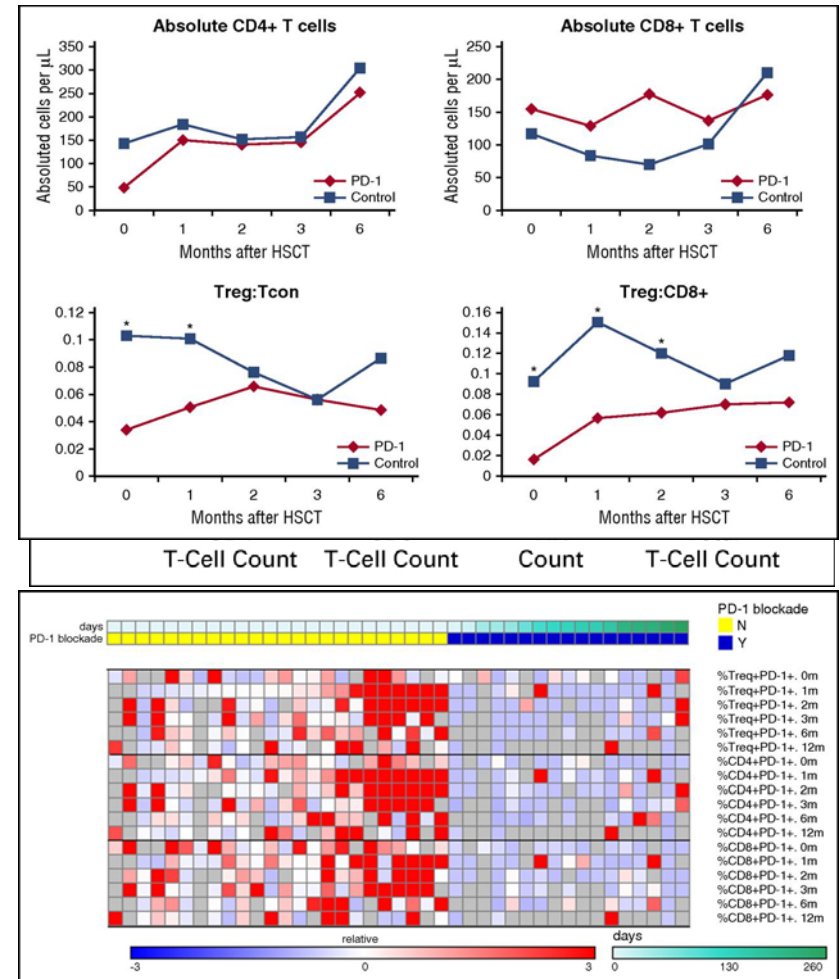 Absolute CD4+ T cells
Absoluted cells per µL
350
300
250
200
150
100
50
0
PD-1
Control
0 1 2 3 6
Months after HSCT
Absolute CD8+ T cells
Absoluted cells per µL
250
200
150
100
50
0
PD-1
Control
0 1 2 3 6
Months after HSCT
Treg:Tcon
0.12
0.1
0.08
0.06
0.04
0.02
0
* *
PD-1
Control
0 1 2 3 6
Months after HSCT
Treg:CD8+
0.16
0.14
0.12
0.10
0.08
0.06
0.04
0.02
0
* * *
PD-1
Control
0 1 2 3 6
Months after HSCT
T-Cell Count T-Cell Count Count T-Cell Count
days
PD-1 blockade
PD-1 blockade
N
Y
%Treg+PD-1+. 0m
%Treg+PD-1+. 1m
%Treg+PD-1+. 2m
%Treg+PD-1+. 3m
%Treg+PD-1+. 6m
%Treg+PD-1+. 12m
%CD4+PD-1+. 0m
%CD4+PD-1+. 1m
%CD4+PD-1+. 2m
%CD4+PD-1+. 3m
%CD4+PD-1+. 6m
%CD4+PD-1+. 12m
%CD8+PD-1+. 0m
%CD8+PD-1+. 1m
%CD8+PD-1+. 2m
%CD8+PD-1+. 3m
%CD8+PD-1+. 6m
%CD8+PD-1+. 12m
relative
-3 0 3
days
0 130 260